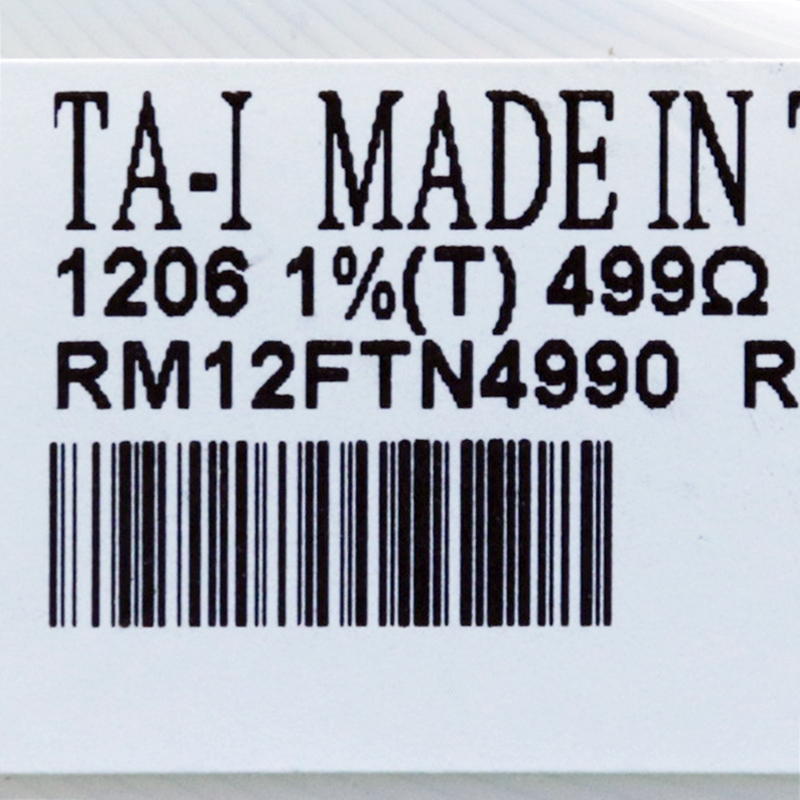 TA-I MADE IN
1206 1%(T) 499Ω
RM12FTN4990 R